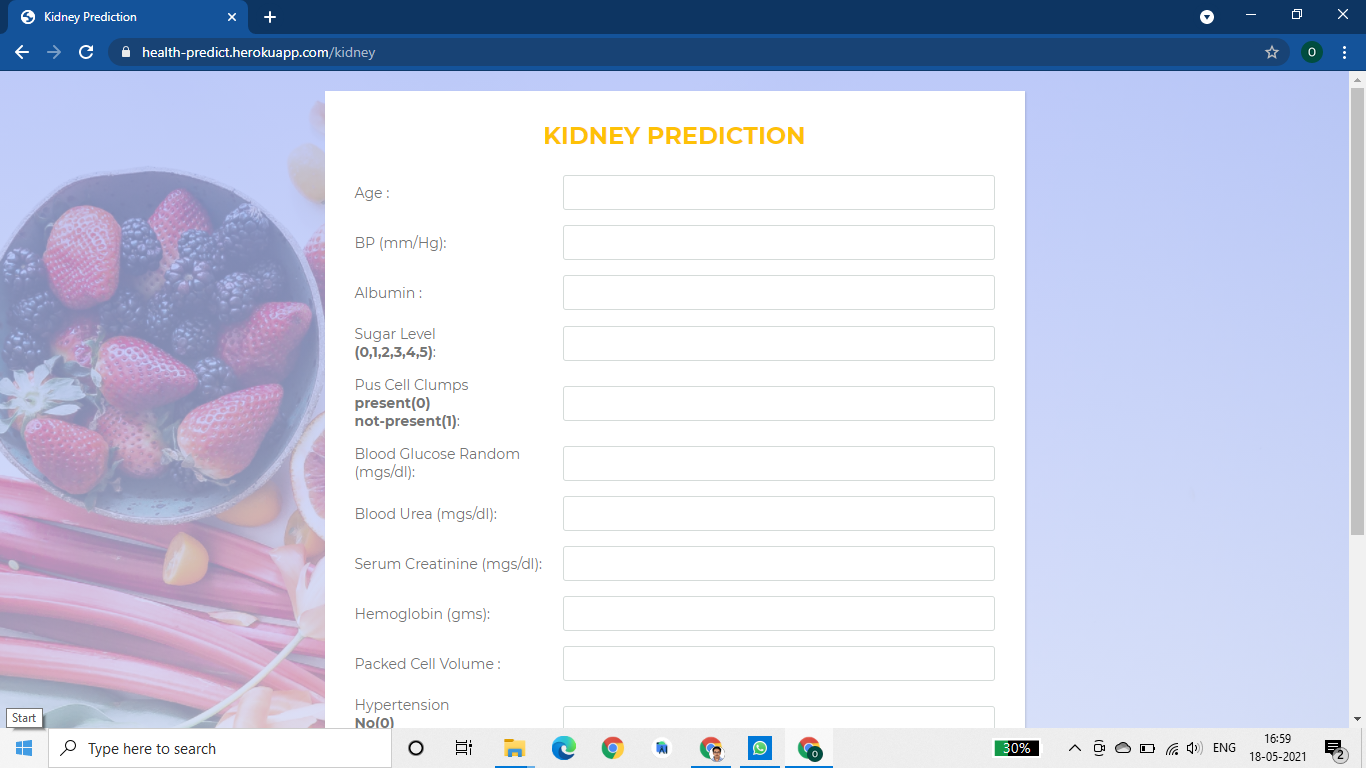 Kidney Prediction
health-predict.herokuapp.com/kidney
O
KIDNEY PREDICTION
Age :
BP (mm/Hg):
Albumin :
Sugar Level
(0,1,2,3,4,5):
Pus Cell Clumps
present(0)
not-present(1):
Blood Glucose Random
(mgs/dl):
Blood Urea (mgs/dl):
Serum Creatinine (mgs/dl):
Hemoglobin (gms):
Packed Cell Volume :
Hypertension
No(0)
Start
Type here to search
30%
ENG
16:59
18-05-2021
2